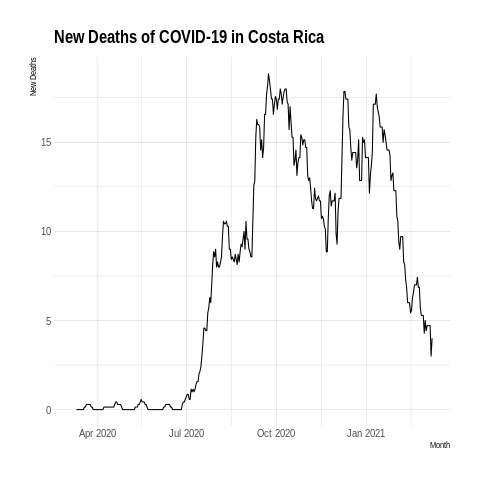 New Deaths of COVID-19 in Costa Rica
New Deaths
15
10
5
0
Apr 2020 Jul 2020 Oct 2020 Jan 2021
Month